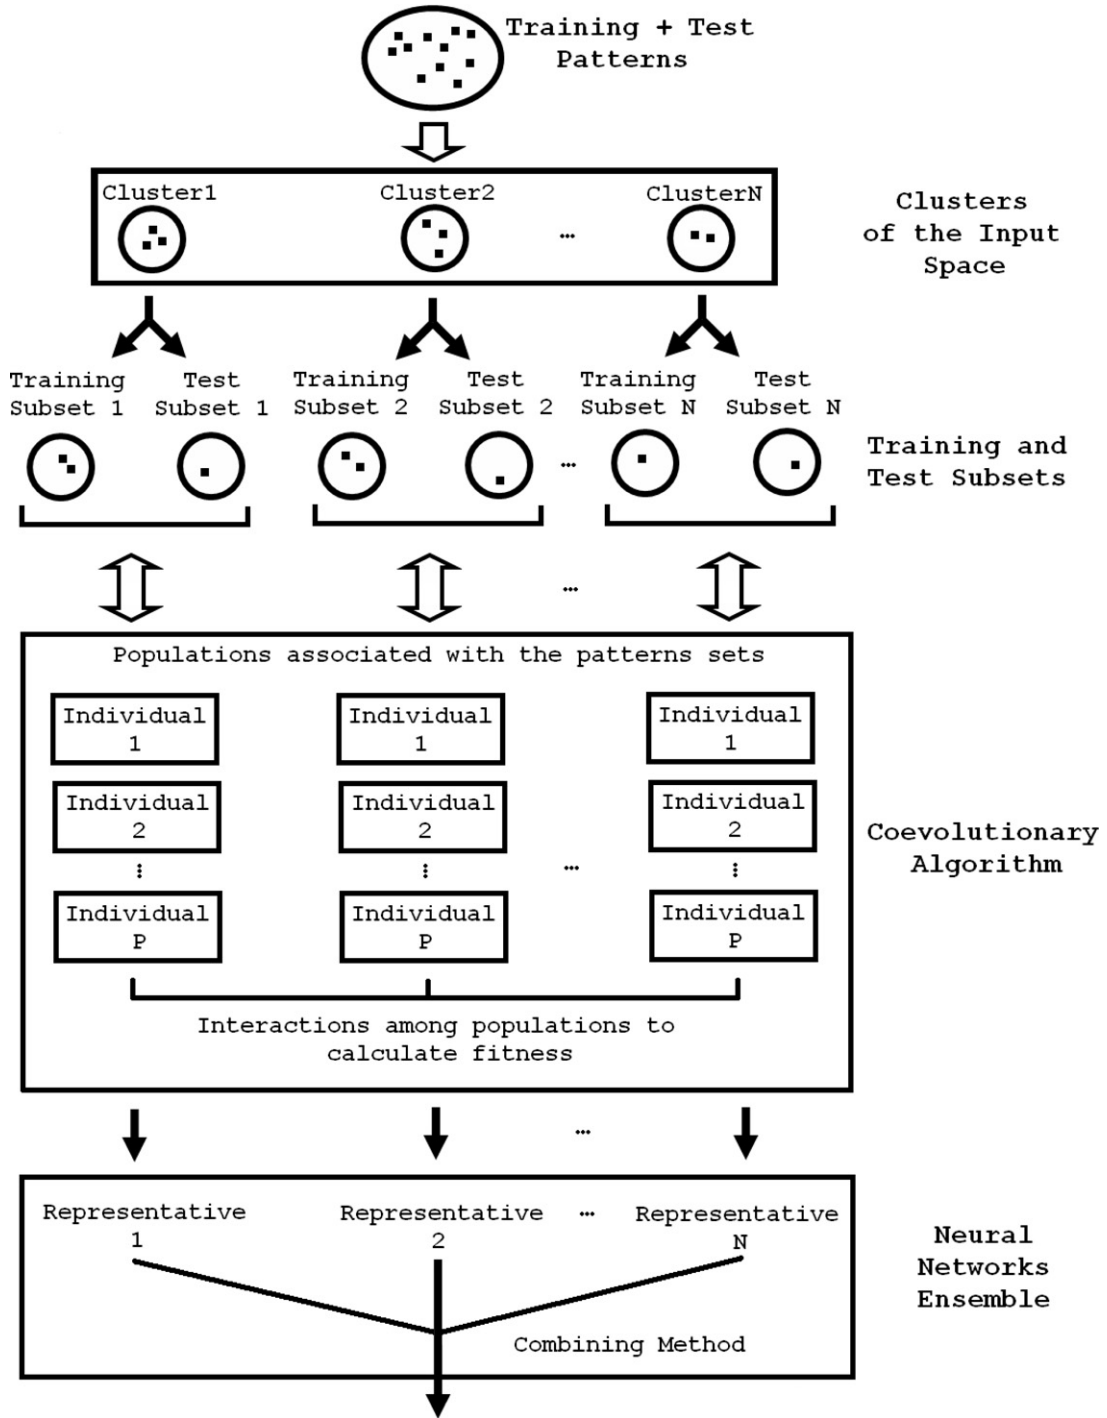 Training + Test
Patterns
Cluster1
Cluster2
...
ClusterN
Clusters
of the Input
Space
Training
Subset 1
Test
Subset 1
Training
Subset 2
Test
Subset 2
Training
Subset N
Test
Subset N
...
Training and
Test Subsets
...
Populations associated with the patterns sets
Individual
1
Individual
1
Individual
1
Individual
2
Individual
2
Individual
2
...
Individual
P
Individual
P
Individual
P
Coevolutionary
Algorithm
Interactions among populations to
calculate fitness
...
Representative
1
Representative
2
...
Representative
N
Combining Method
Neural
Networks
Ensemble